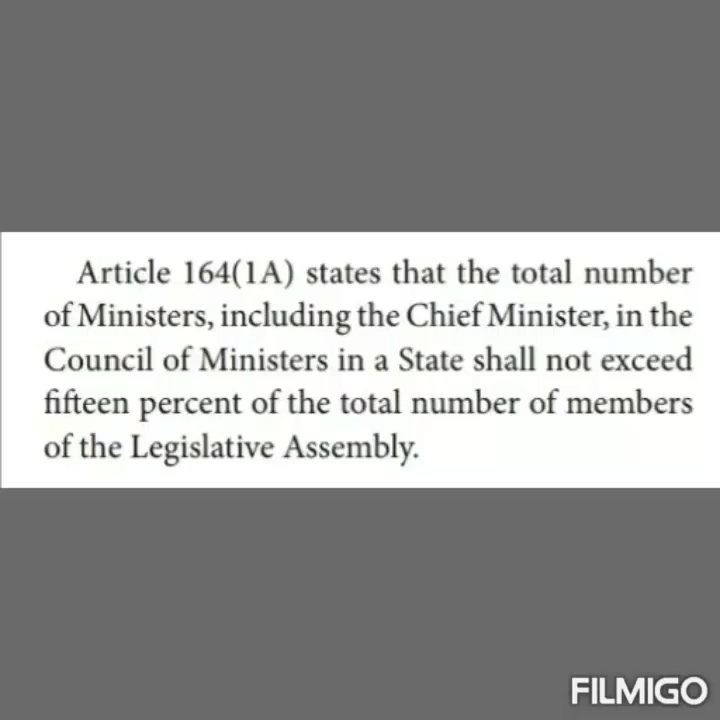 Article 164(1A) states that the total number
of Ministers, including the Chief Minister, in the
Council of Ministers in a State shall not exceed
fifteen percent of the total number of members
of the Legislative Assembly.
FILMIGO